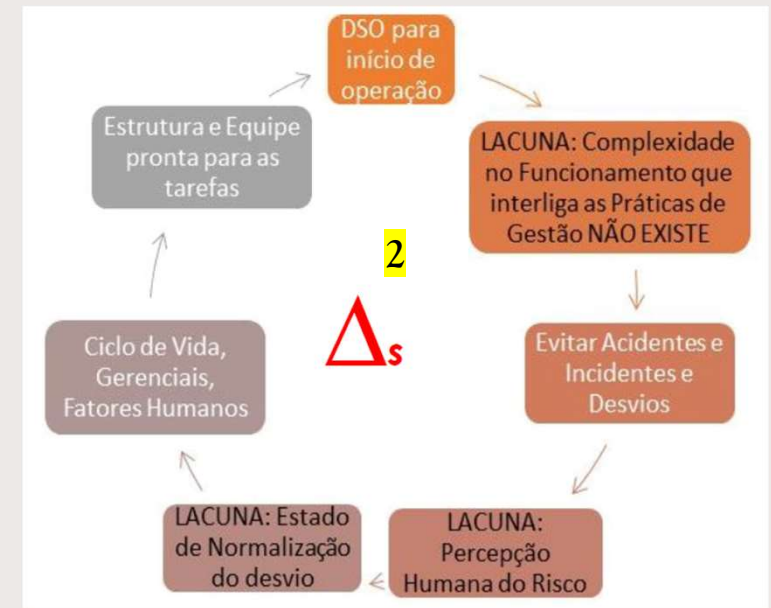 DSO para
início de
operação
LACUNA: Complexidade
no Funcionamento que
interliga as Práticas de
Gestão NÃO EXISTE
Evitar Acidentes e
Incidentes e
Desvios
LACUNA:
Percepção
Humana do Risco
LACUNA: Estado
de Normalização
do desvio
Ciclo de Vida,
Gerenciais,
Fatores Humanos
Estrutura e Equipe
pronta para as
tarefas
2
Δs